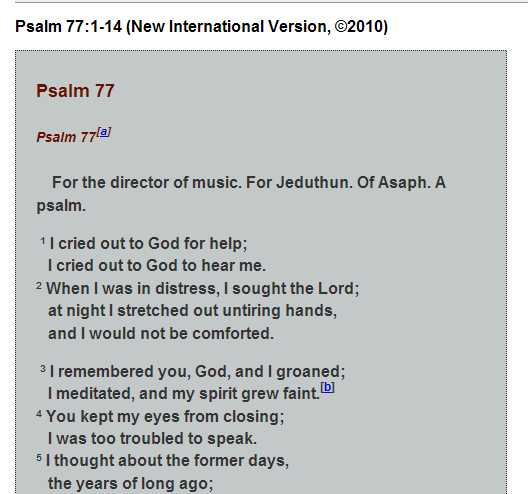 Psalm 77:1-14 (New International Version, ©2010)
Psalm 77
Psalm 77[a]
For the director of music. For Jeduthun. Of Asaph. A
psalm.
1 I cried out to God for help;
I cried out to God to hear me.
2 When I was in distress, I sought the Lord;
at night I stretched out untiring hands,
and I would not be comforted.
3 I remembered you, God, and I groaned;
I meditated, and my spirit grew faint.[b]
4 You kept my eyes from closing;
I was too troubled to speak.
5 I thought about the former days,
the years of long ago;